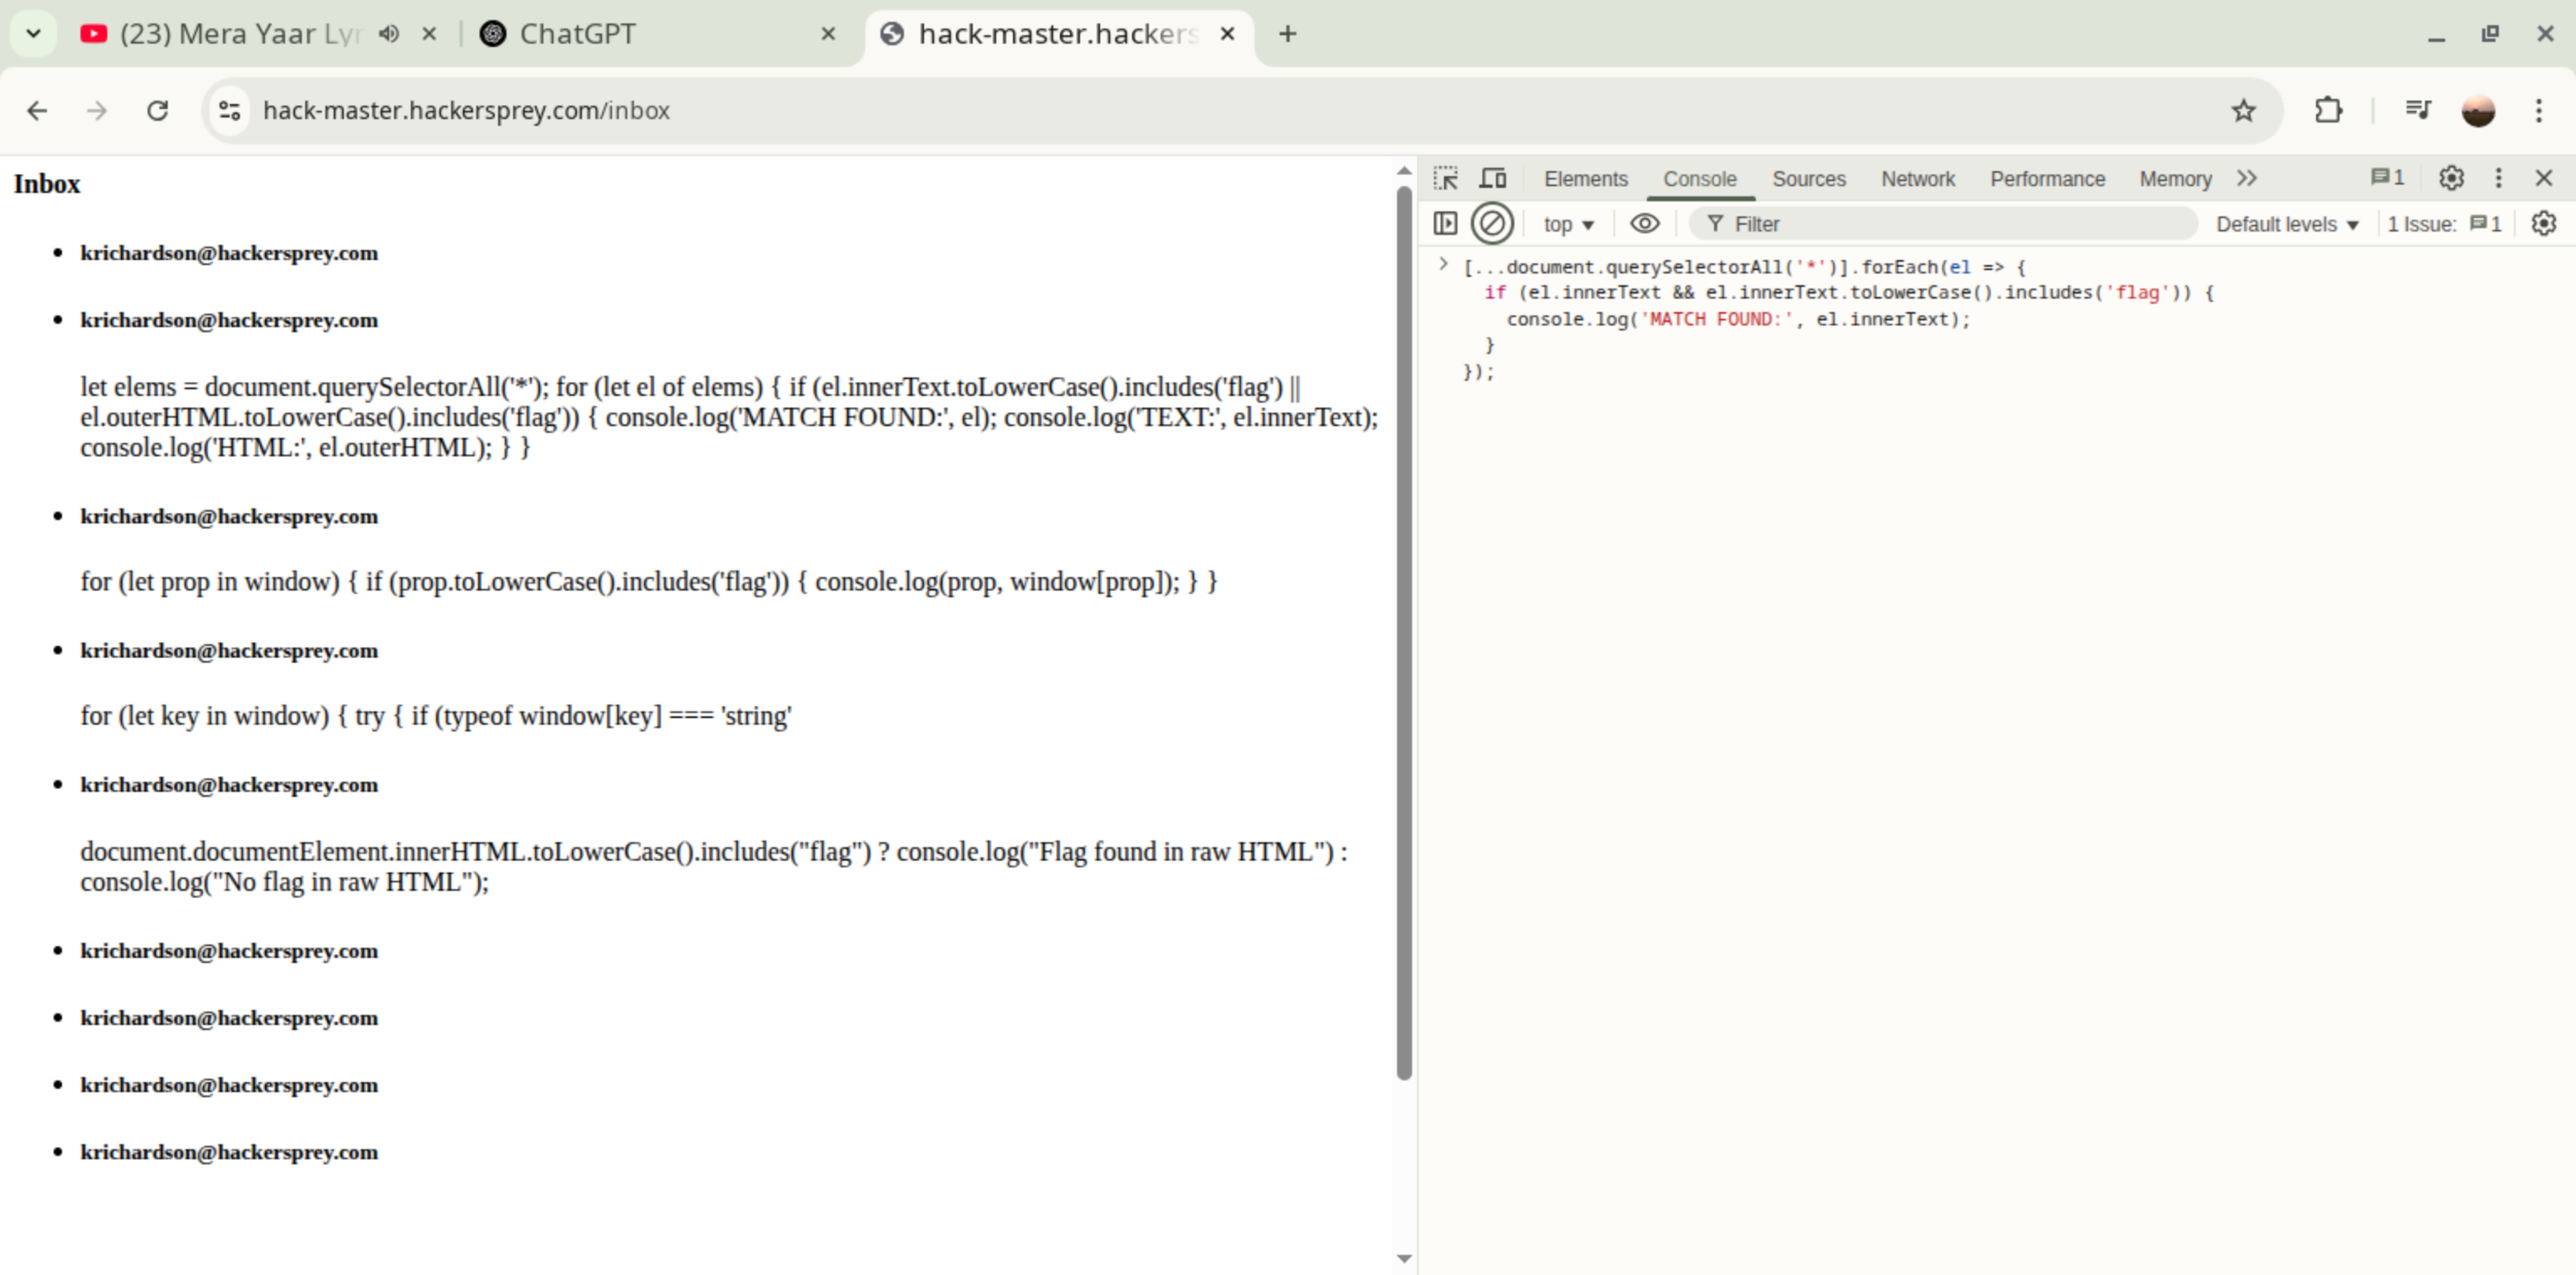 (23) Mera Yaar Lyr
ChatGPT
hack-master.hackers
hack-master.hackersprey.com/inbox
Inbox
krichardson@hackersprey.com
krichardson@hackersprey.com
let elems = document.querySelectorAll('*'); for (let el of elems) { if (el.innerText.toLowerCase().includes('flag') ||
el.outerHTML.toLowerCase().includes('flag')) { console.log('MATCH FOUND:', el); console.log('TEXT:', el.innerText);
console.log('HTML:', el.outerHTML); } }
krichardson@hackersprey.com
for (let prop in window) { if (prop.toLowerCase().includes('flag')) { console.log(prop, window[prop]); } }
krichardson@hackersprey.com
for (let key in window) { try { if (typeof window[key] === 'string'
krichardson@hackersprey.com
document.documentElement.innerHTML.toLowerCase().includes("flag") ? console.log("Flag found in raw HTML") :
console.log("No flag in raw HTML");
krichardson@hackersprey.com
krichardson@hackersprey.com
krichardson@hackersprey.com
krichardson@hackersprey.com
Elements Console Sources Network Performance Memory 1
top Filter Default levels 1 Issue: 1
[...document.querySelectorAll('*')].forEach(el => {
if (el.innerText && el.innerText.toLowerCase().includes('flag')) {
console.log('MATCH FOUND:', el.innerText);
}
});